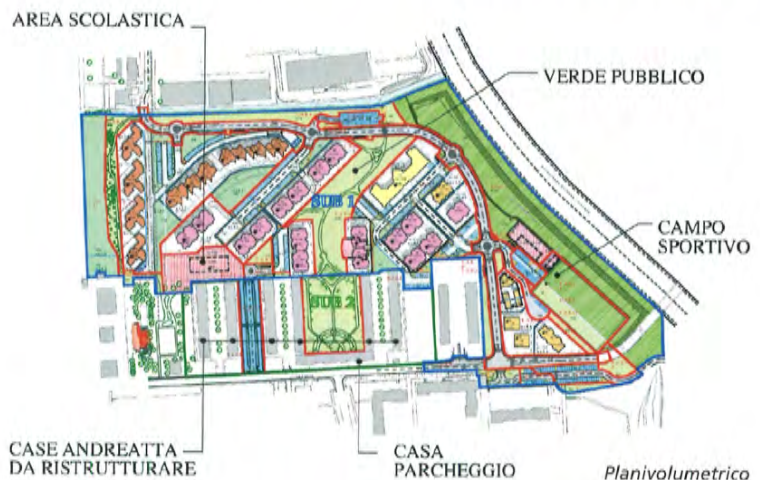 AREA SCOLASTICA
VERDE PUBBLICO
SUB 1
CAMPO
SPORTIVO
SUB 2
CASE ANDREATTA
DA RISTRUTTURARE
CASA
PARCHEGGIO
Planivolumetrico